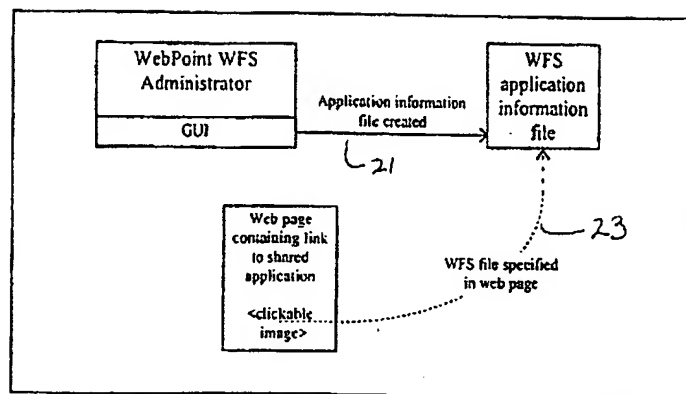 WebPoint WFS
Administrator
GUI
Application information
file created
21
WFS
application
information
file
Web page
containing link
to shared
application
<clickable
image>
WFS file specified
in web page
23